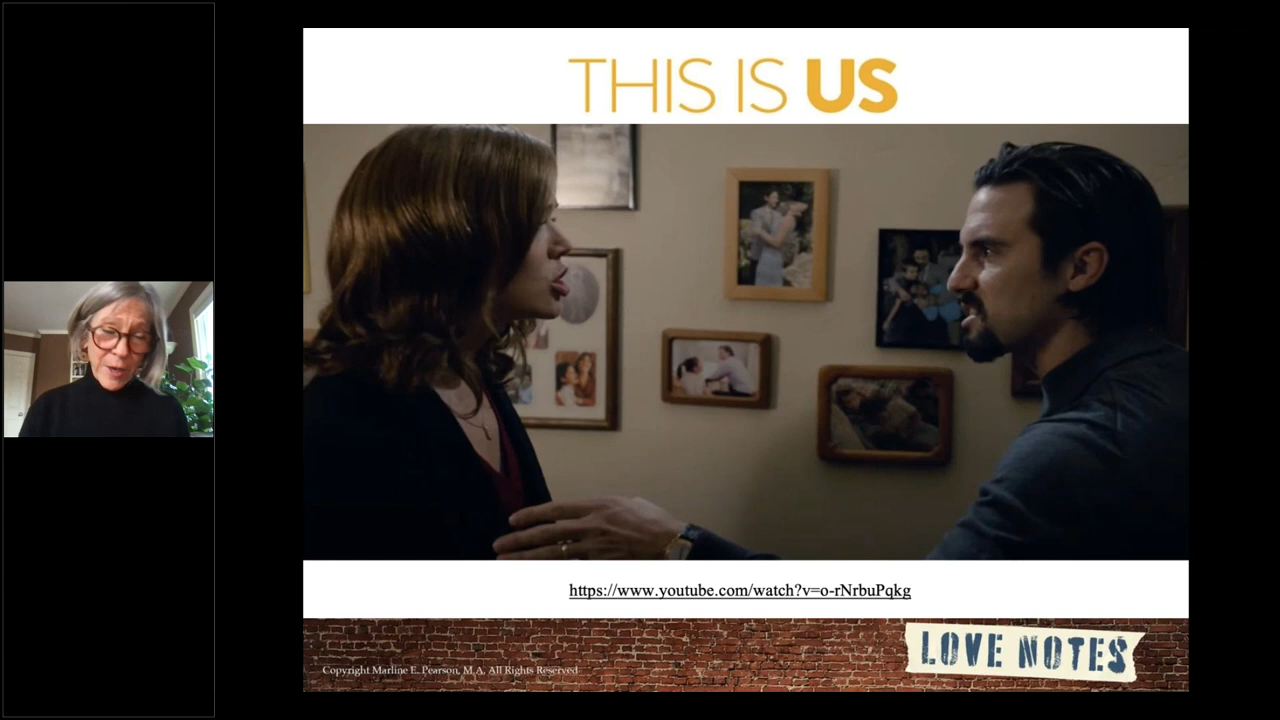 THIS IS US
https://www.youtube.com/watch?v=o-rNrbuPqkg
LOVE NOTES
Copyright Marline E. Pearson, M.A. All Rights Reserved